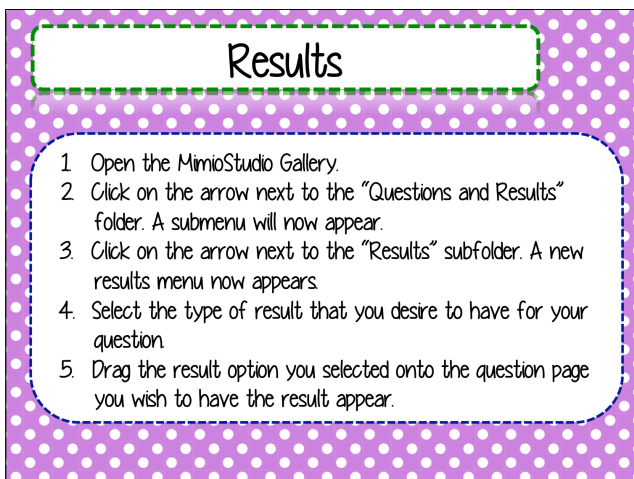 Results
1 Open the MimioStudio Gallery.
2 Click on the arrow next to the "Questions and Results"
folder. A submenu will now appear.
3. Click on the arrow next to the "Results" subfolder. A new
results menu now appears.
4. Select the type of result that you desire to have for your
question.
5. Drag the result option you selected onto the question page
you wish to have the result appear.